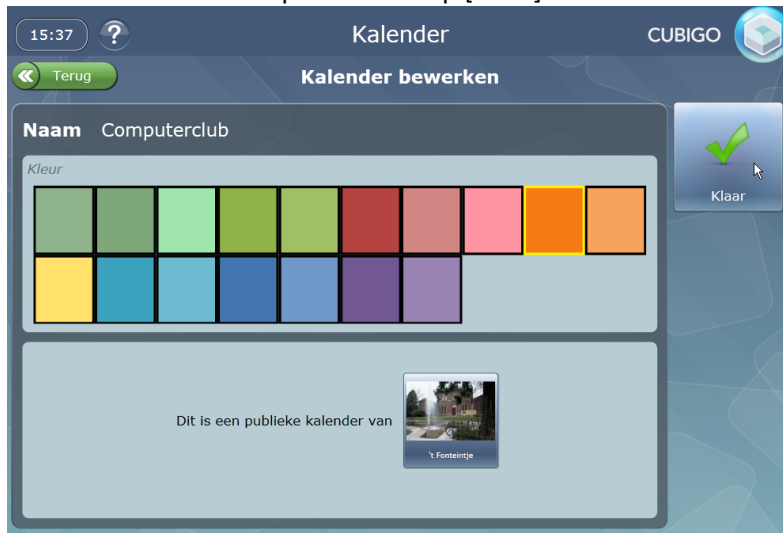 15:37 ? Kalender CUBIGO
Terug Kalender bewerken
Naam Computerclub
Kleur
Klaar
Dit is een publieke kalender van
't Fonteintje